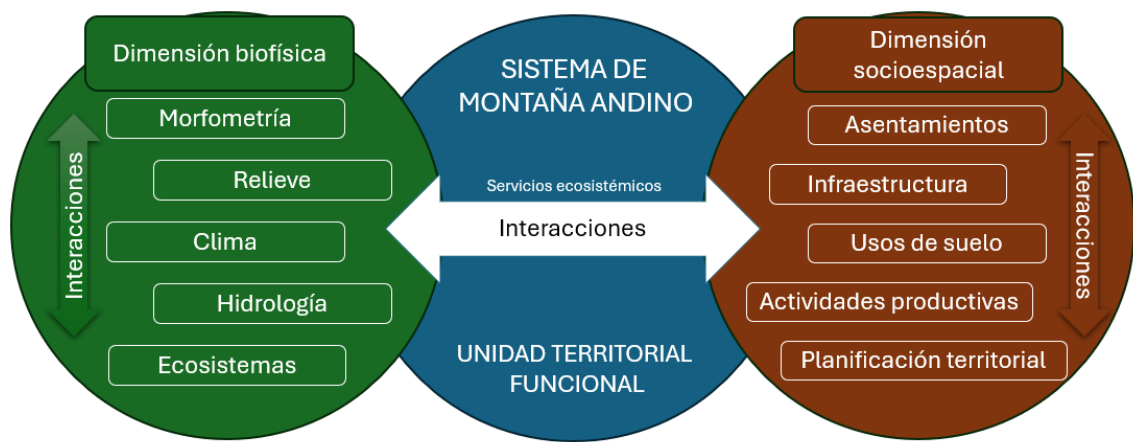 Dimensión biofísica
Morfometría
Relieve
Clima
Hidrología
Ecosistemas
Interacciones
SISTEMA DE
MONTAÑA ANDINO
Servicios ecosistémicos
Interacciones
UNIDAD TERRITORIAL
FUNCIONAL
Dimensión
socioespacial
Asentamientos
Infraestructura
Usos de suelo
Actividades productivas
Planificación territorial
Interacciones